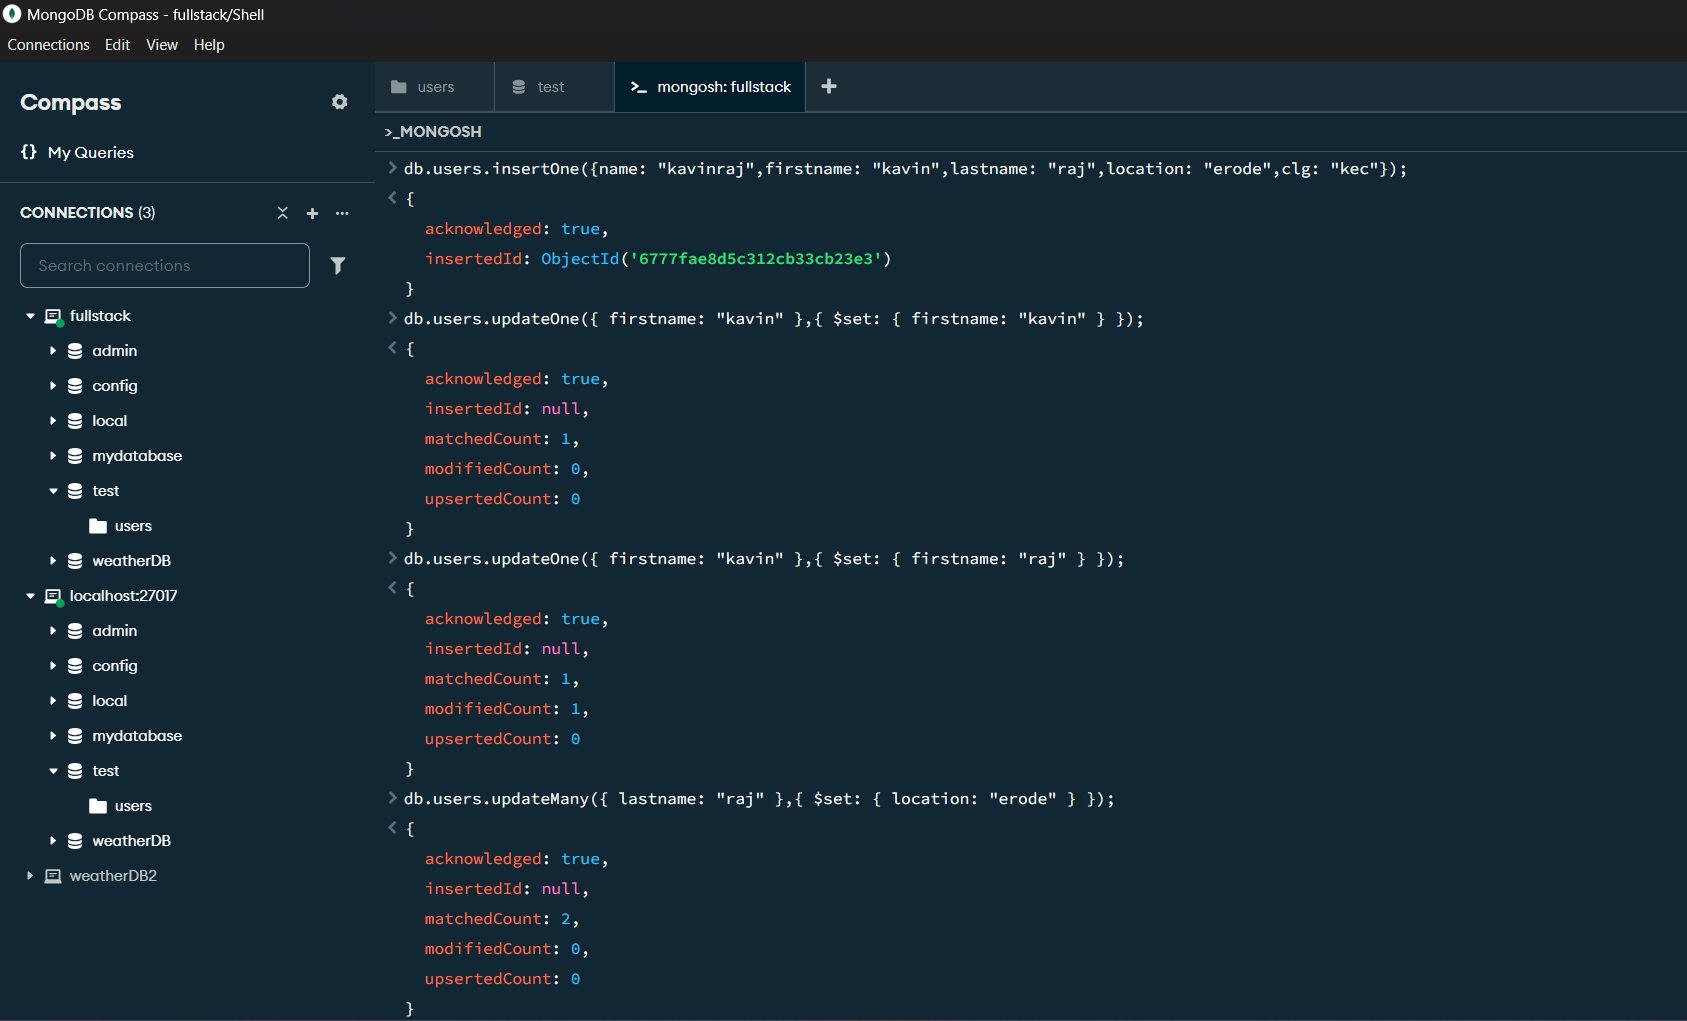 MongoDB Compass - fullstack/Shell
Connections Edit View Help
Compass
{} My Queries
CONNECTIONS (3)
Search connections
fullstack
admin
config
local
mydatabase
test
users
weatherDB
localhost:27017
admin
config
local
mydatabase
test
users
weatherDB
weatherDB2
users test >_ mongosh: fullstack +
>_MONGOSH
> db.users.insertOne({name: "kavinraj",firstname: "kavin",lastname: "raj",location: "erode",clg: "kec"});
< {
acknowledged: true,
insertedId: ObjectId('6777fae8d5c312cb33cb23e3')
}
> db.users.updateOne({ firstname: "kavin" },{ $set: { firstname: "kavin" } });
< {
acknowledged: true,
insertedId: null,
matchedCount: 1,
modifiedCount: 0,
upsertedCount: 0
}
> db.users.updateOne({ firstname: "kavin" },{ $set: { firstname: "raj" } });
< {
acknowledged: true,
insertedId: null,
matchedCount: 1,
modifiedCount: 1,
upsertedCount: 0
}
> db.users.updateMany({ lastname: "raj" },{ $set: { location: "erode" } });
< {
acknowledged: true,
insertedId: null,
matchedCount: 2,
modifiedCount: 0,
upsertedCount: 0
}